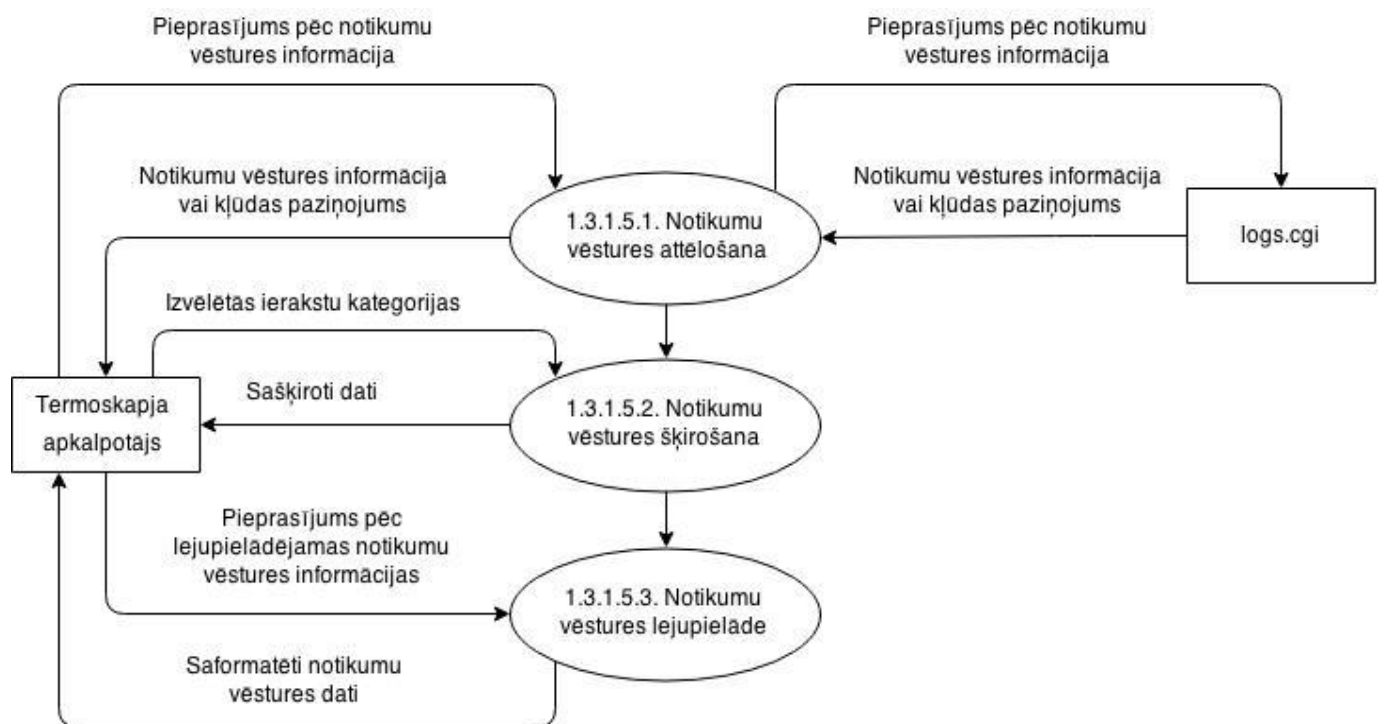 Pieprasījums pēc notikumu
vēstures informācija
Pieprasījums pēc notikumu
vēstures informācija
Notikumu vēstures informācija
vai kļūdas paziņojums
Notikumu vēstures informācija
vai kļūdas paziņojums
1.3.1.5.1. Notikumu
vēstures attēlošana
logs.cgi
Izvēlētās ierakstu kategorijas
Sašķiroti dati
Termoskapja
apkalpotājs
1.3.1.5.2. Notikumu
vēstures šķirošana
Pieprasījums pēc
lejupielādējamas notikumu
vēstures informācijas
1.3.1.5.3. Notikumu
vēstures lejupielāde
Saformatēti notikumu
vēstures dati